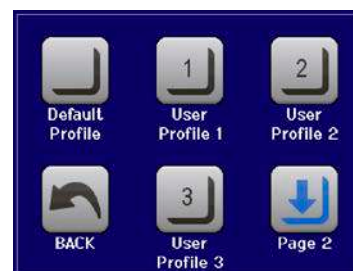 1
2
Default
Profile
User
Profile 1
User
Profile 2
3
BACK
User
Profile 3
Page 2